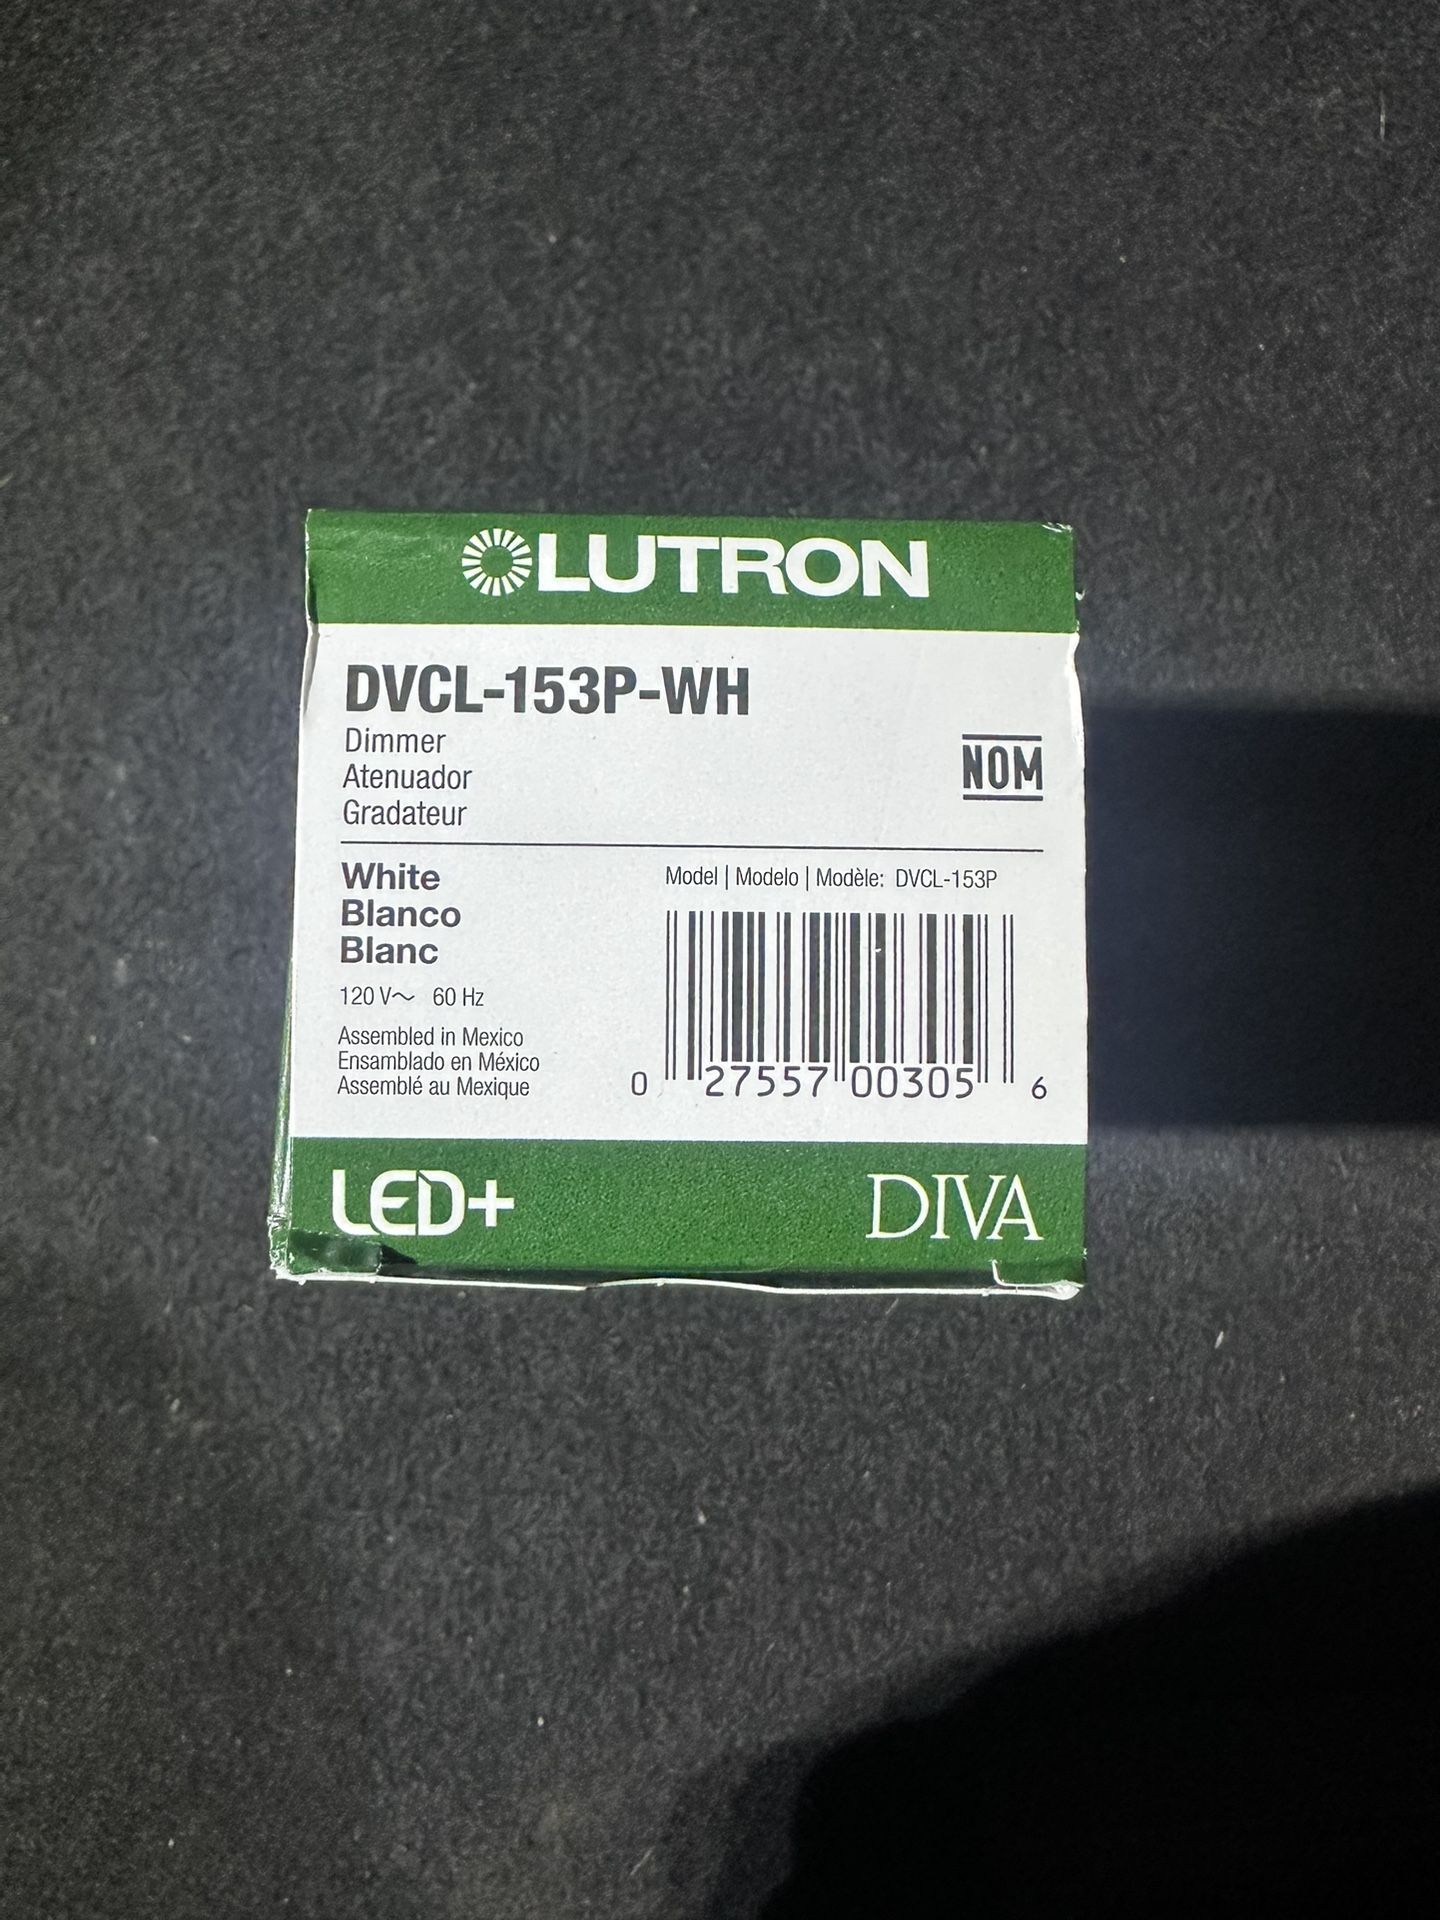 LUTRON
DVCL-153P-WH
Dimmer
Atenuador
Gradateur
NOM
White
Blanco
Blanc
120 V~ 60 Hz
Assembled in Mexico
Ensamblado en México
Assemblé au Mexique
Model | Modelo | Modèle: DVCL-153P
0 27557 00305 6
LED+
DIVA